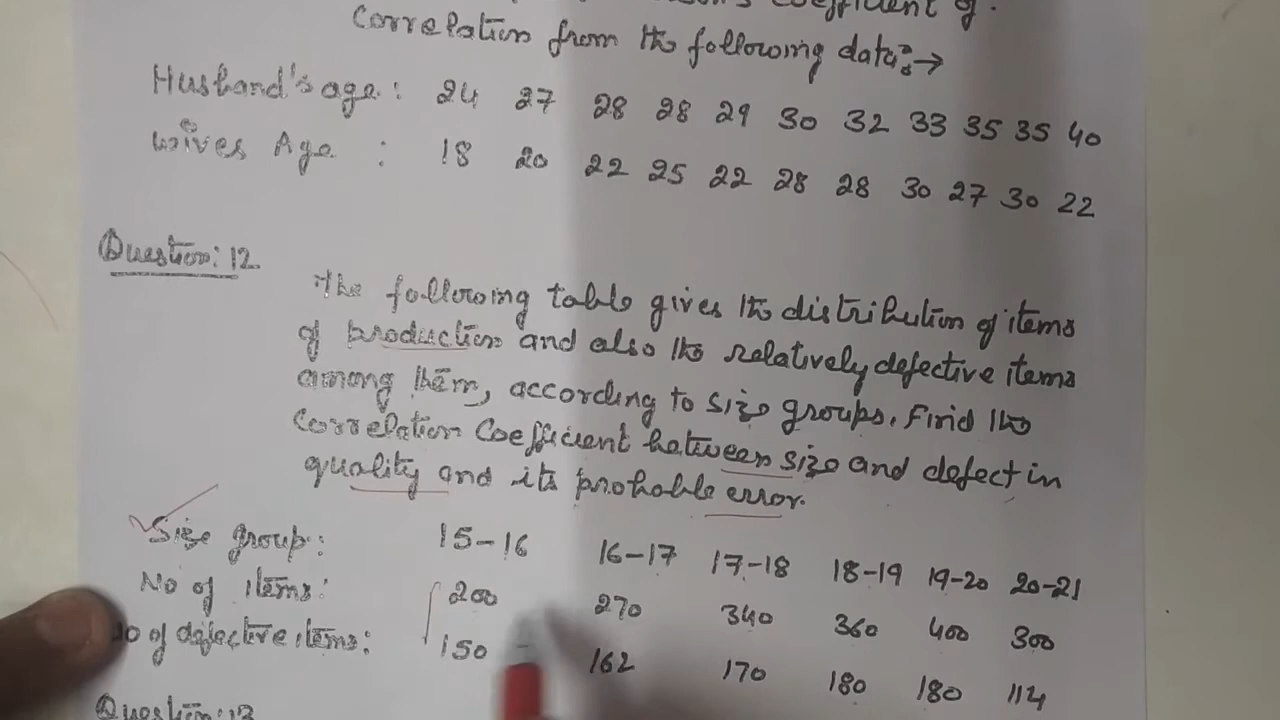 Coefficient of
Correlation from the following data:→
Husband's age: 24 27 28 28 29 30 32 33 35 35 40
Wives Age : 18 20 22 25 22 28 28 30 27 30 22
Question: 12
The following table gives the distribution of items
of production and also the relatively defective items
among them, according to size groups. Find the
Correlation Coefficient between size and defect in
quality and its probable error.
Size group: 15-16 16-17 17-18 18-19 19-20 20-21
No of items: 200 270 340 360 400 300
No of defective items: 150 162 170 180 180 114
Question: 13